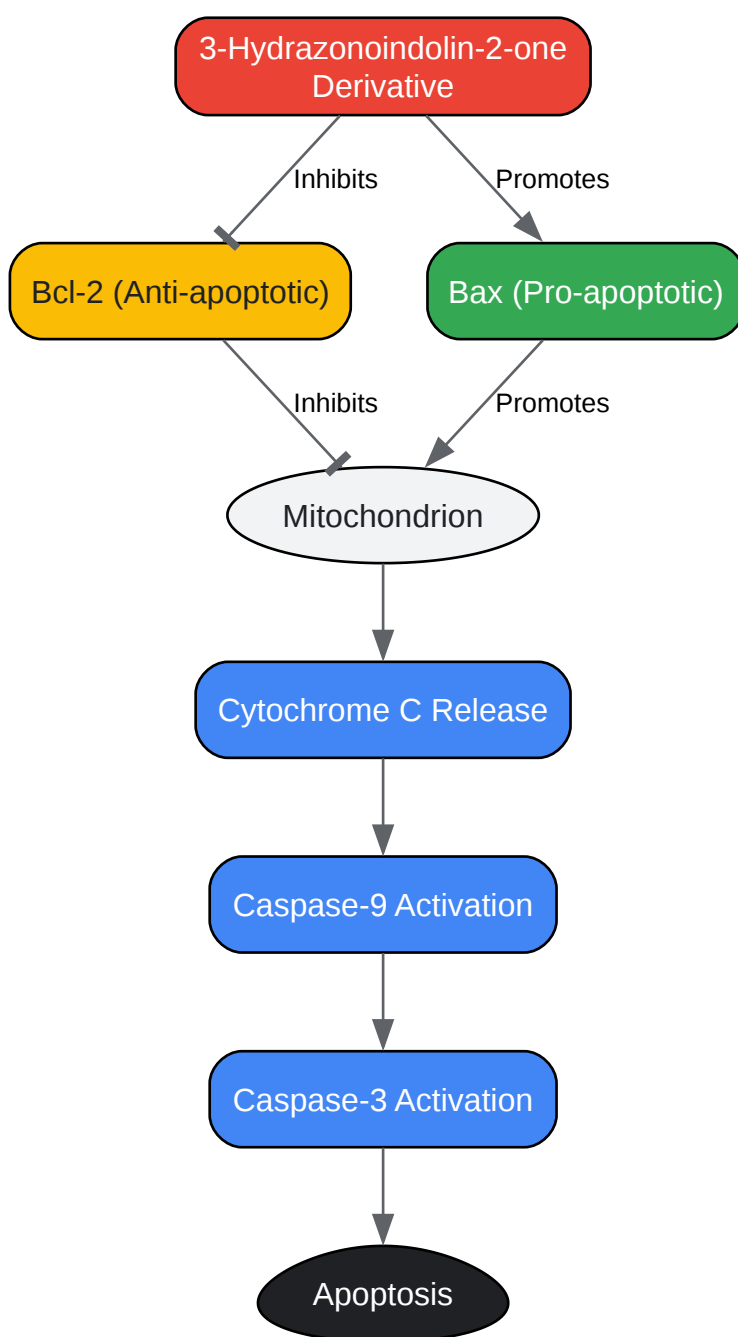 3-Hydrazonoindolin-2-one
Derivative
Inhibits
Promotes
Bcl-2 (Anti-apoptotic)
Bax (Pro-apoptotic)
Inhibits
Promotes
Mitochondrion
Cytochrome C Release
Caspase-9 Activation
Caspase-3 Activation
Apoptosis